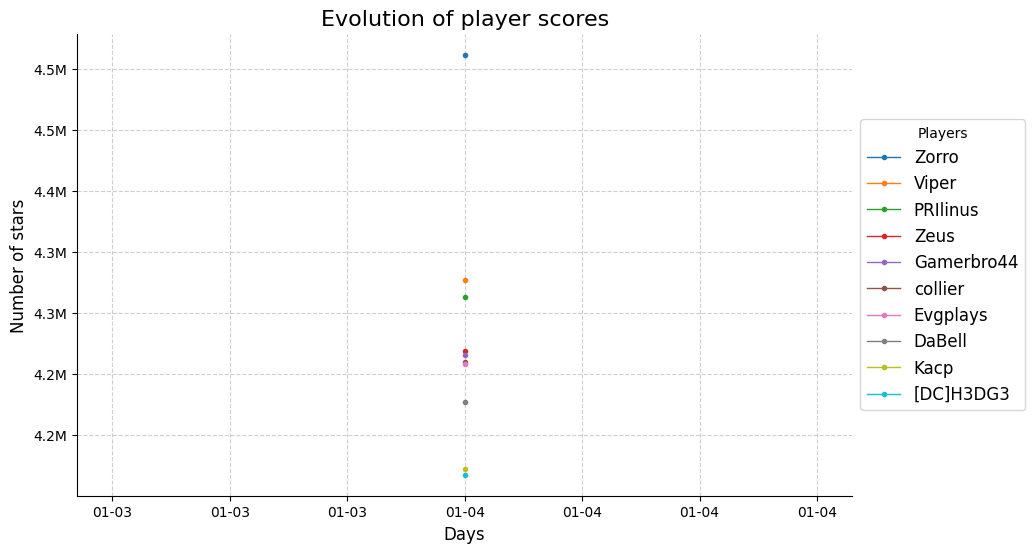 Evolution of player scores
Number of stars
4.5M
4.5M
4.4M
4.3M
4.3M
4.2M
4.2M
01-03
01-03
01-03
01-04
01-04
01-04
01-04
Days
Players
Zorro
Viper
PRIlinus
Zeus
Gamerbro44
collier
Evgplays
DaBell
Kacp
[DC]H3DG3